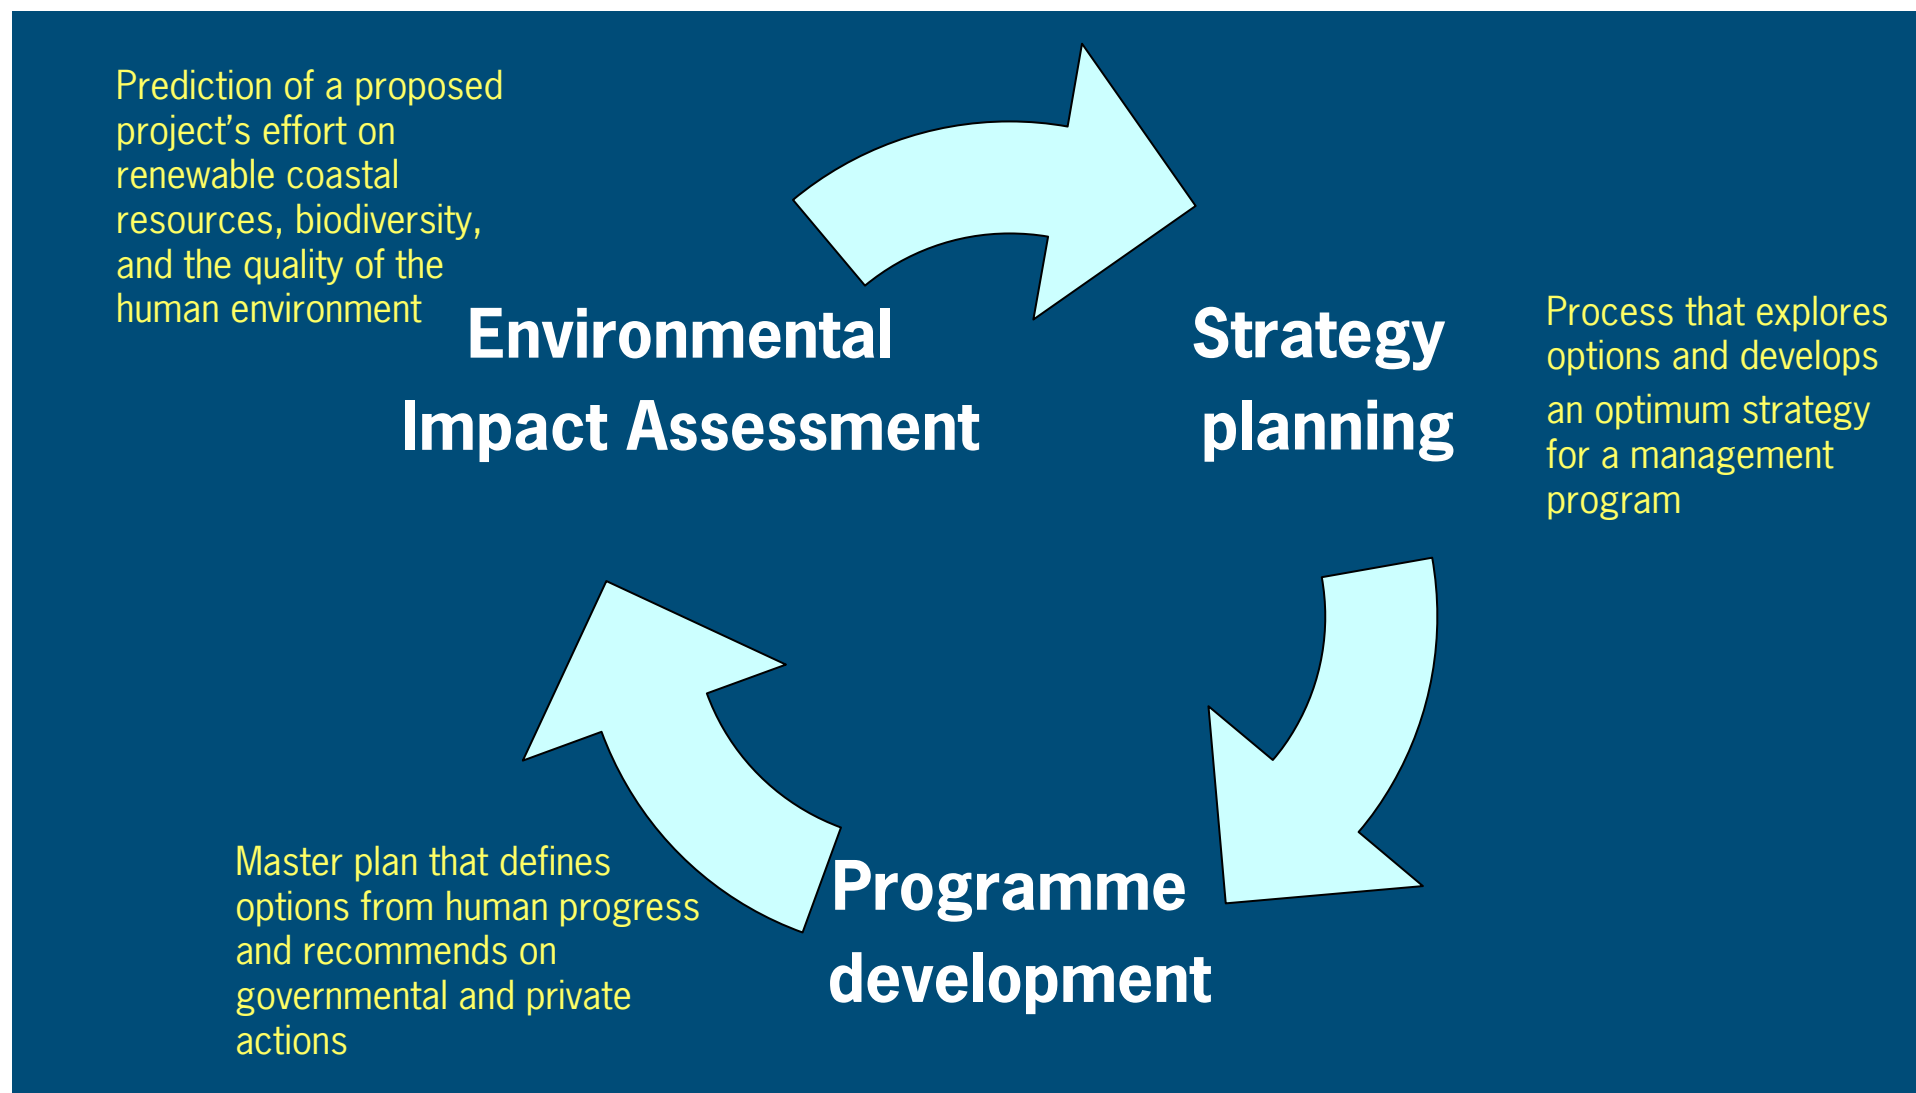 Prediction of a proposed
project’s effort on
renewable coastal
resources, biodiversity,
and the quality of the
human environment
Environmental
Impact Assessment
Strategy
planning
Process that explores
options and develops
an optimum strategy
for a management
program
Master plan that defines
options from human progress
and recommends on
governmental and private
actions
Programme
development